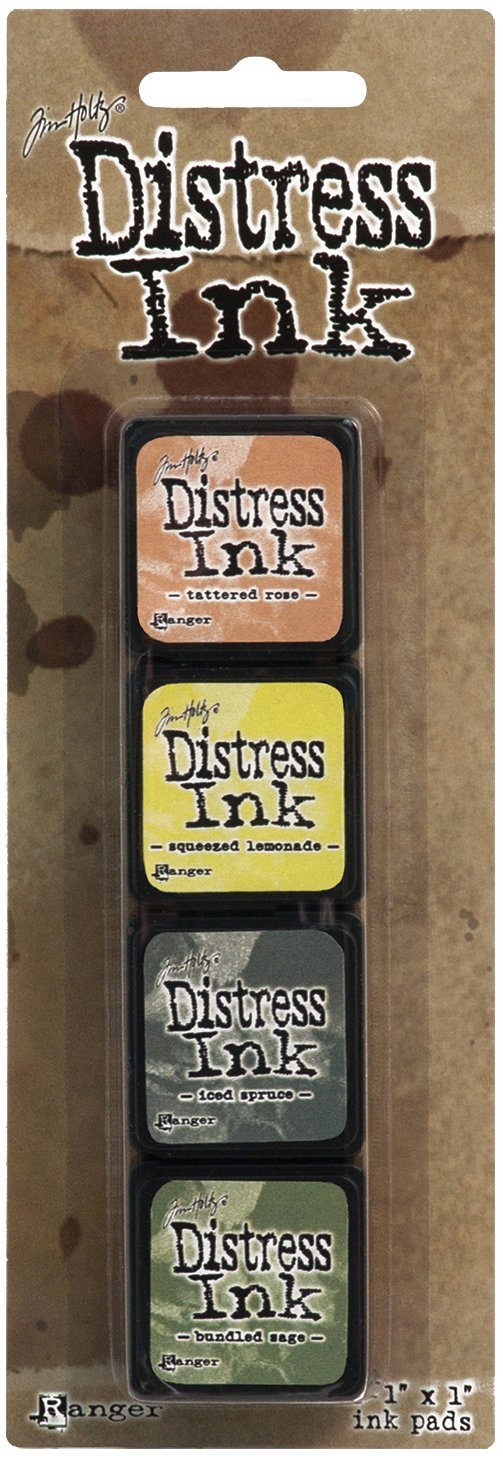 Tim Holtz®
Distress
Ink
Tim Holtz®
Distress
Ink
— tattered rose —
Ranger
Tim Holtz®
Distress
Ink
— squeezed lemonade —
Ranger
Tim Holtz®
Distress
Ink
— iced spruce —
Ranger
Tim Holtz®
Distress
Ink
— bundled sage —
Ranger
Ranger
1" x 1"
ink pads